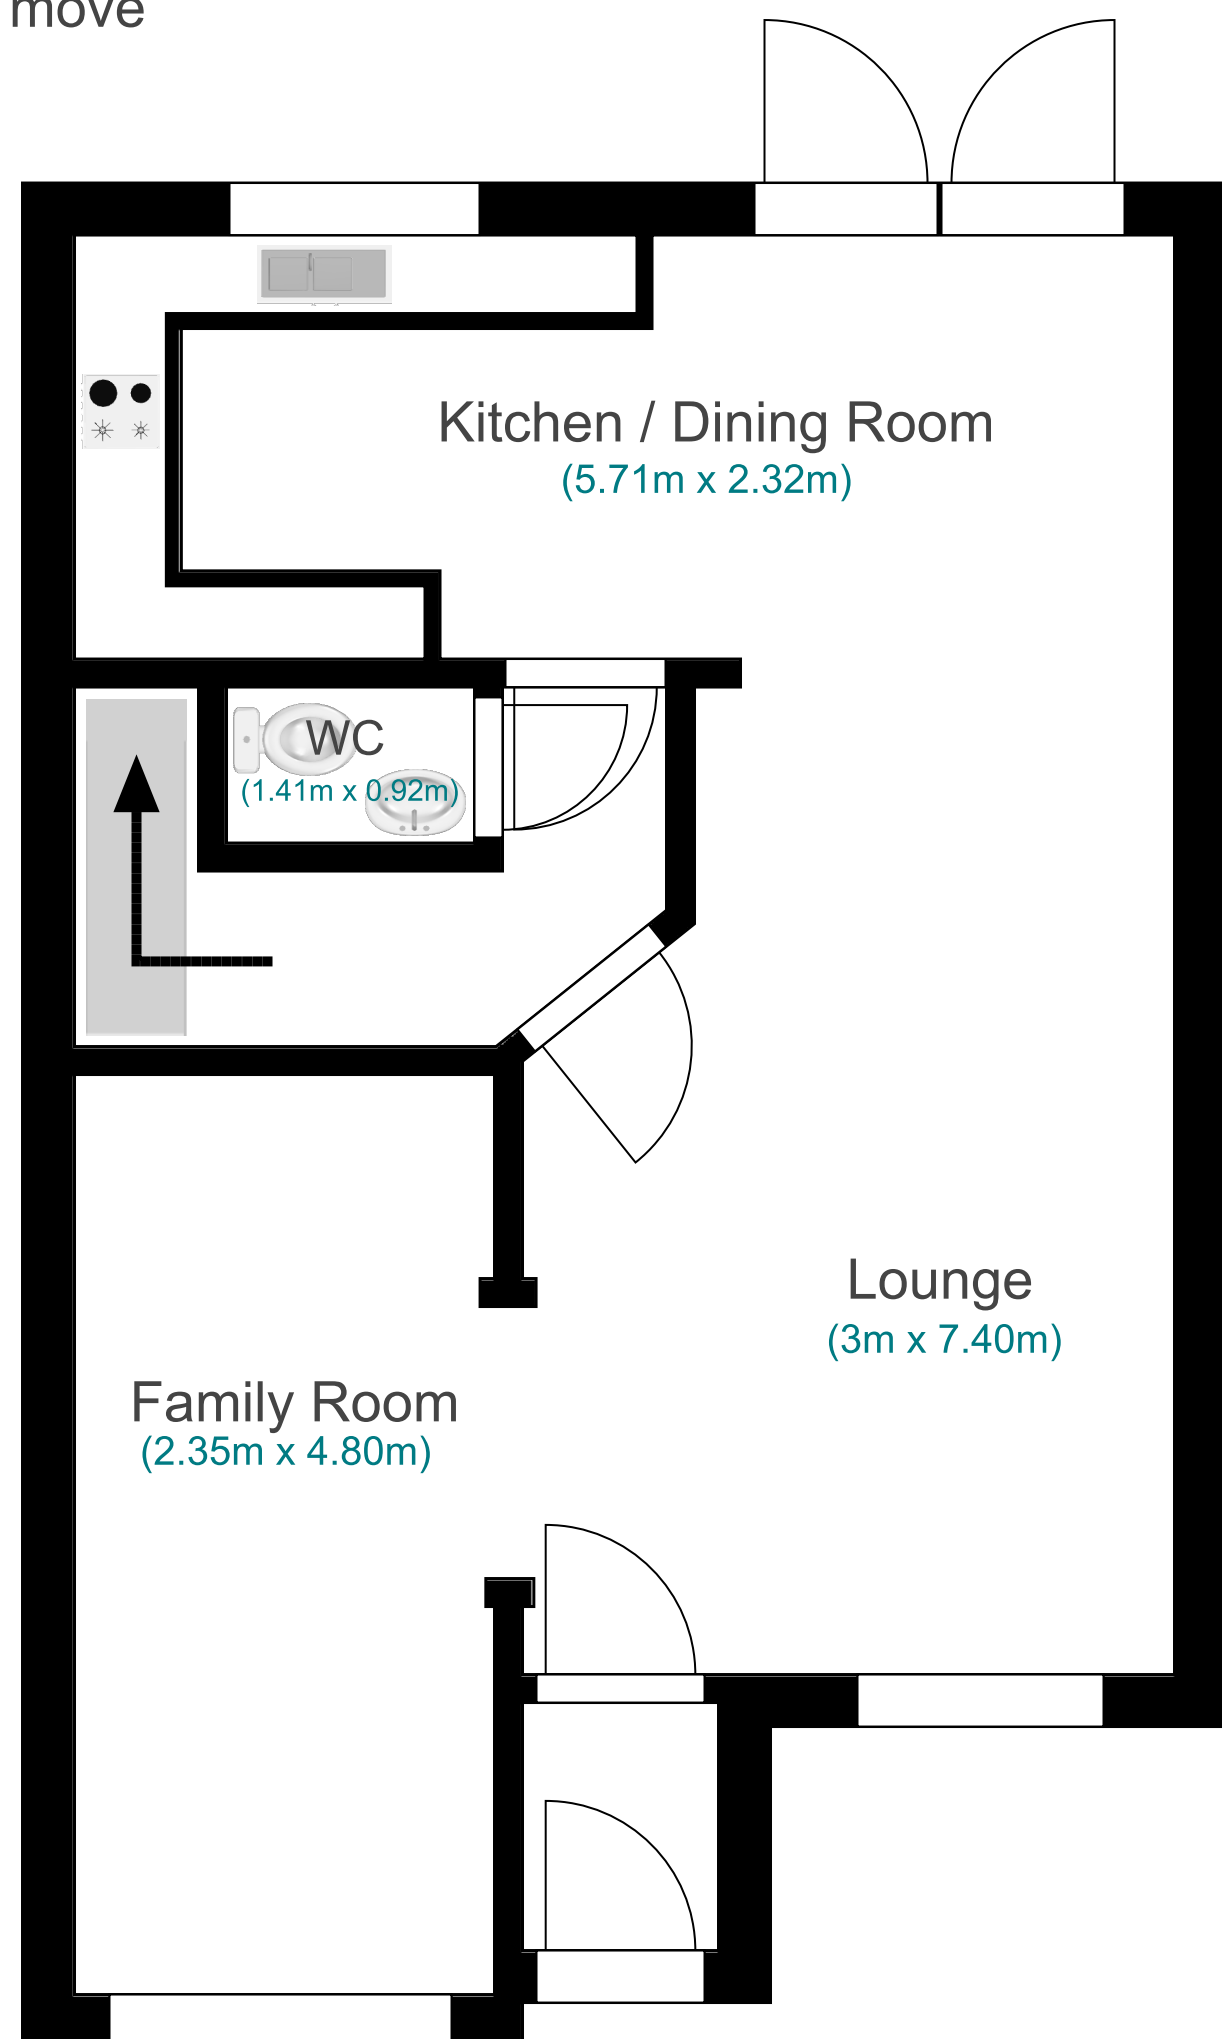 move
Kitchen / Dining Room
(5.71m x 2.32m)
WC
(1.41m x 0.92m)
Lounge
(3m x 7.40m)
Family Room
(2.35m x 4.80m)